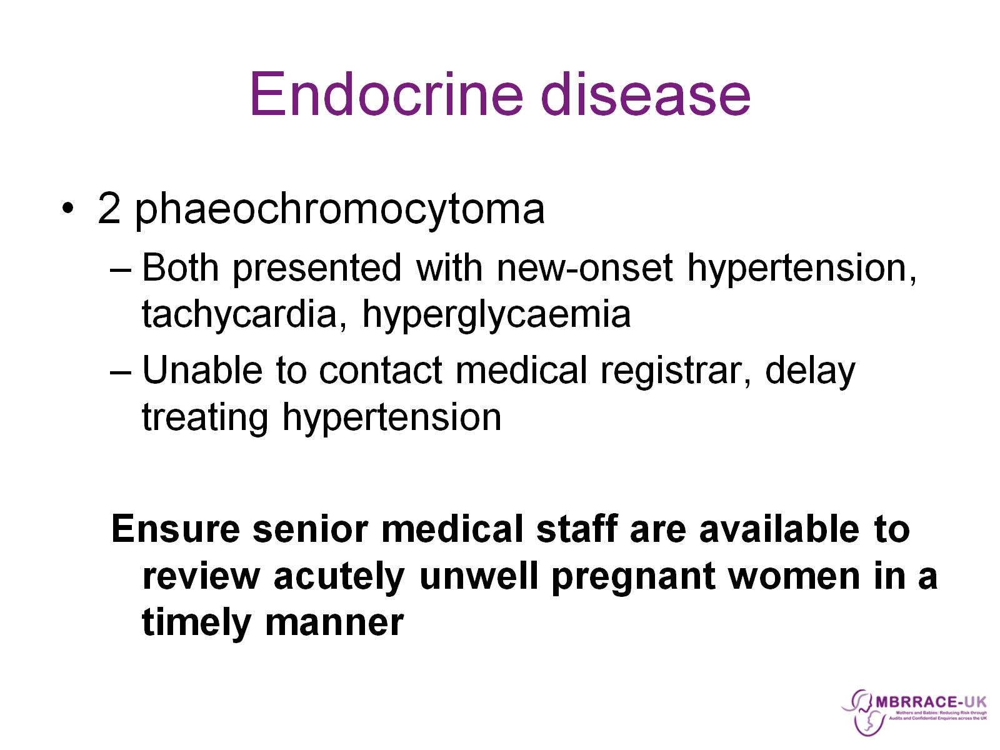 Endocrine disease
• 2 phaeochromocytoma
– Both presented with new-onset hypertension,
tachycardia, hyperglycaemia
– Unable to contact medical registrar, delay
treating hypertension
Ensure senior medical staff are available to
review acutely unwell pregnant women in a
timely manner
MBRRACE-UK
Mothers and Babies: Reducing Risk through
Audits and Confidential Enquiries across the UK